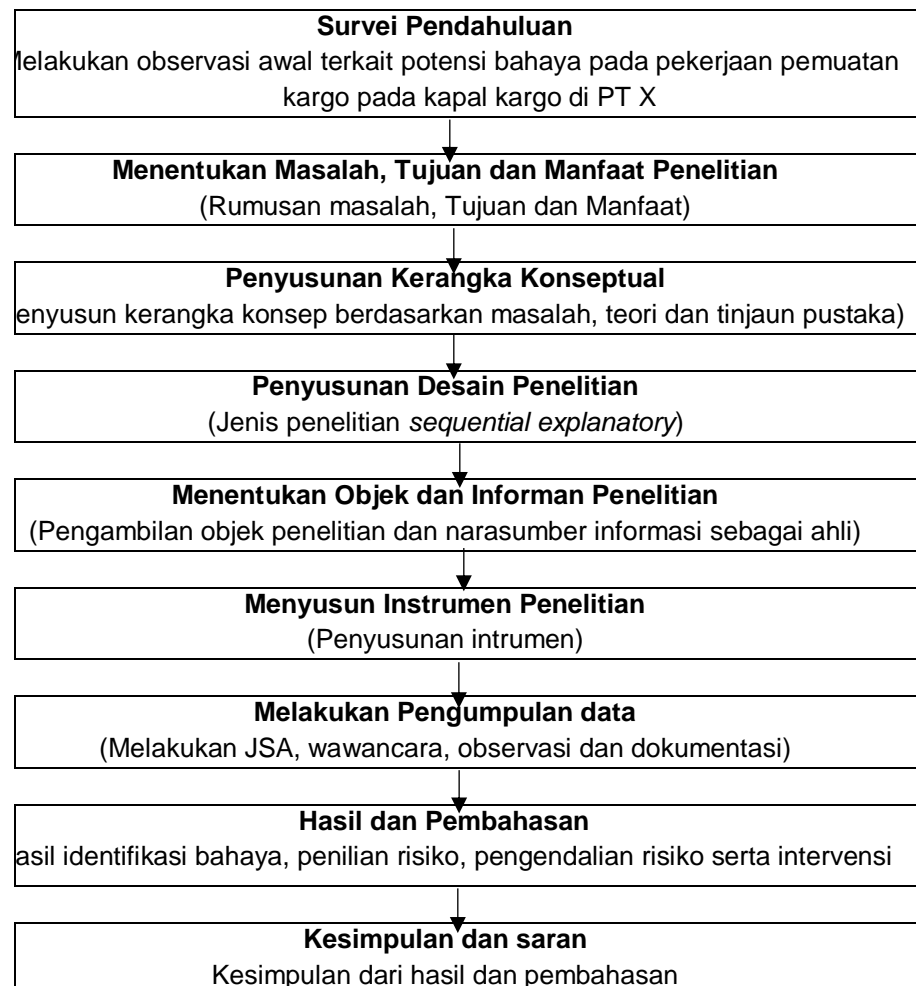 Survei Pendahuluan
elakukan observasi awal terkait potensi bahaya pada pekerjaan pemuatan
kargo pada kapal kargo di PT X
Menentukan Masalah, Tujuan dan Manfaat Penelitian
(Rumusan masalah, Tujuan dan Manfaat)
Penyusunan Kerangka Konseptual
enyusun kerangka konsep berdasarkan masalah, teori dan tinjaun pustaka)
Penyusunan Desain Penelitian
(Jenis penelitian sequential explanatory)
Menentukan Objek dan Informan Penelitian
(Pengambilan objek penelitian dan narasumber informasi sebagai ahli)
Menyusun Instrumen Penelitian
(Penyusunan intrumen)
Melakukan Pengumpulan data
(Melakukan JSA, wawancara, observasi dan dokumentasi)
Hasil dan Pembahasan
asil identifikasi bahaya, penilian risiko, pengendalian risiko serta intervensi
Kesimpulan dan saran
Kesimpulan dari hasil dan pembahasan